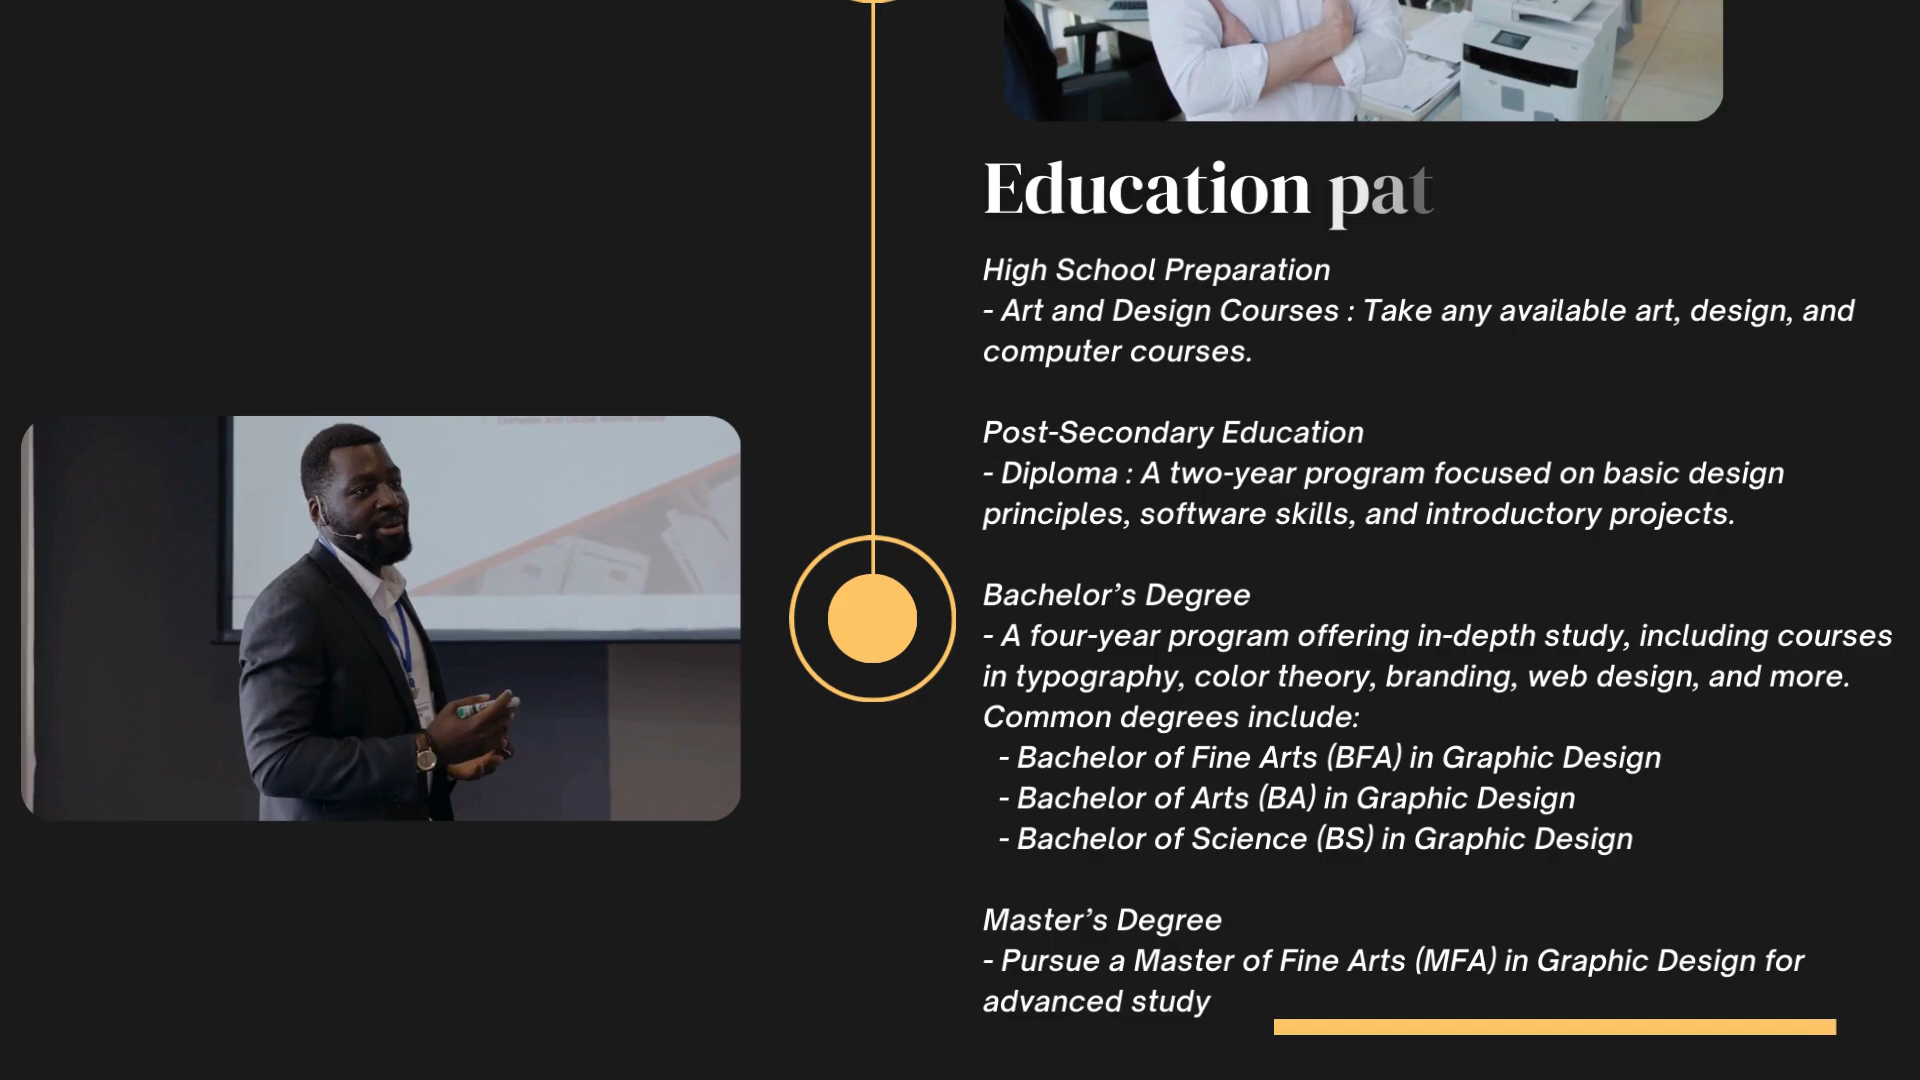 Education pat
High School Preparation
- Art and Design Courses : Take any available art, design, and
computer courses.
Post-Secondary Education
- Diploma : A two-year program focused on basic design
principles, software skills, and introductory projects.
Bachelor’s Degree
- A four-year program offering in-depth study, including courses
in typography, color theory, branding, web design, and more.
Common degrees include:
- Bachelor of Fine Arts (BFA) in Graphic Design
- Bachelor of Arts (BA) in Graphic Design
- Bachelor of Science (BS) in Graphic Design
Master’s Degree
- Pursue a Master of Fine Arts (MFA) in Graphic Design for
advanced study